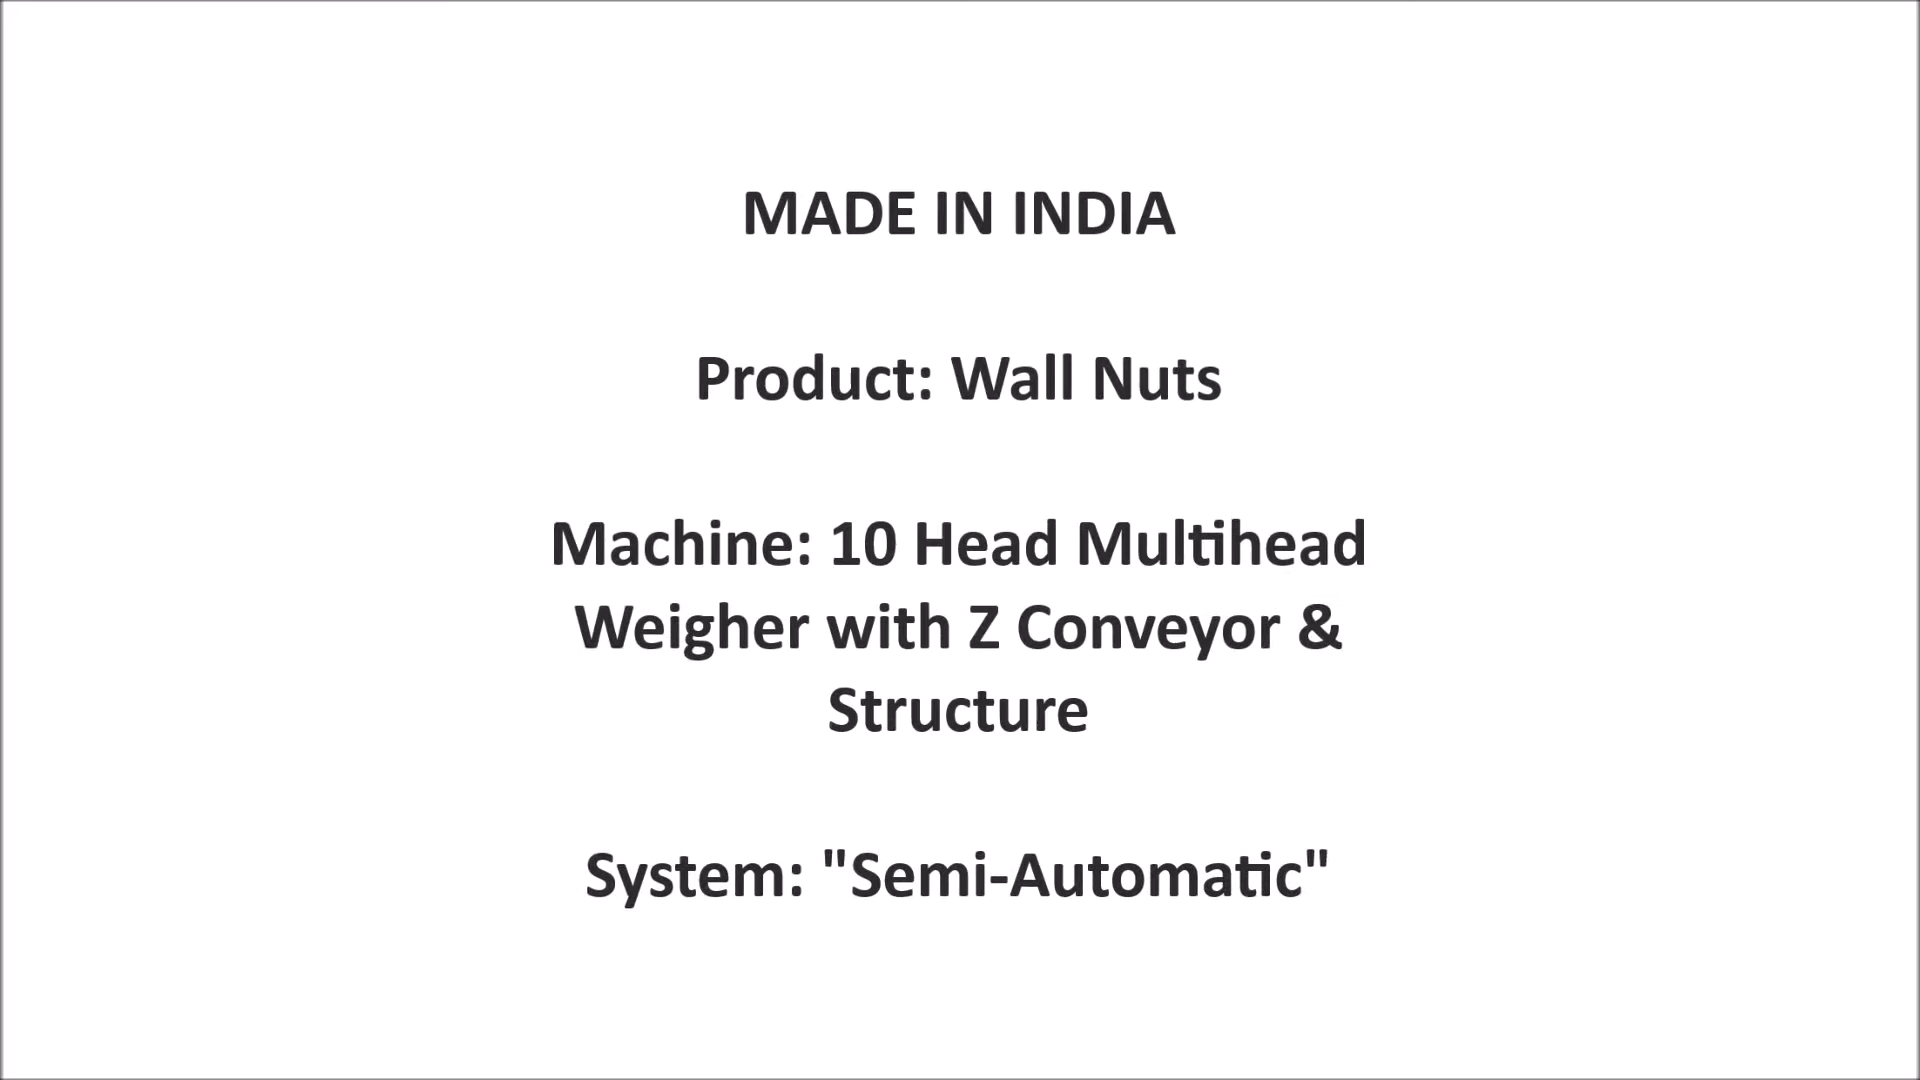 MADE IN INDIA
Product: Wall Nuts
Machine: 10 Head Multihead
Weigher with Z Conveyor &
Structure
System: "Semi-Automatic"